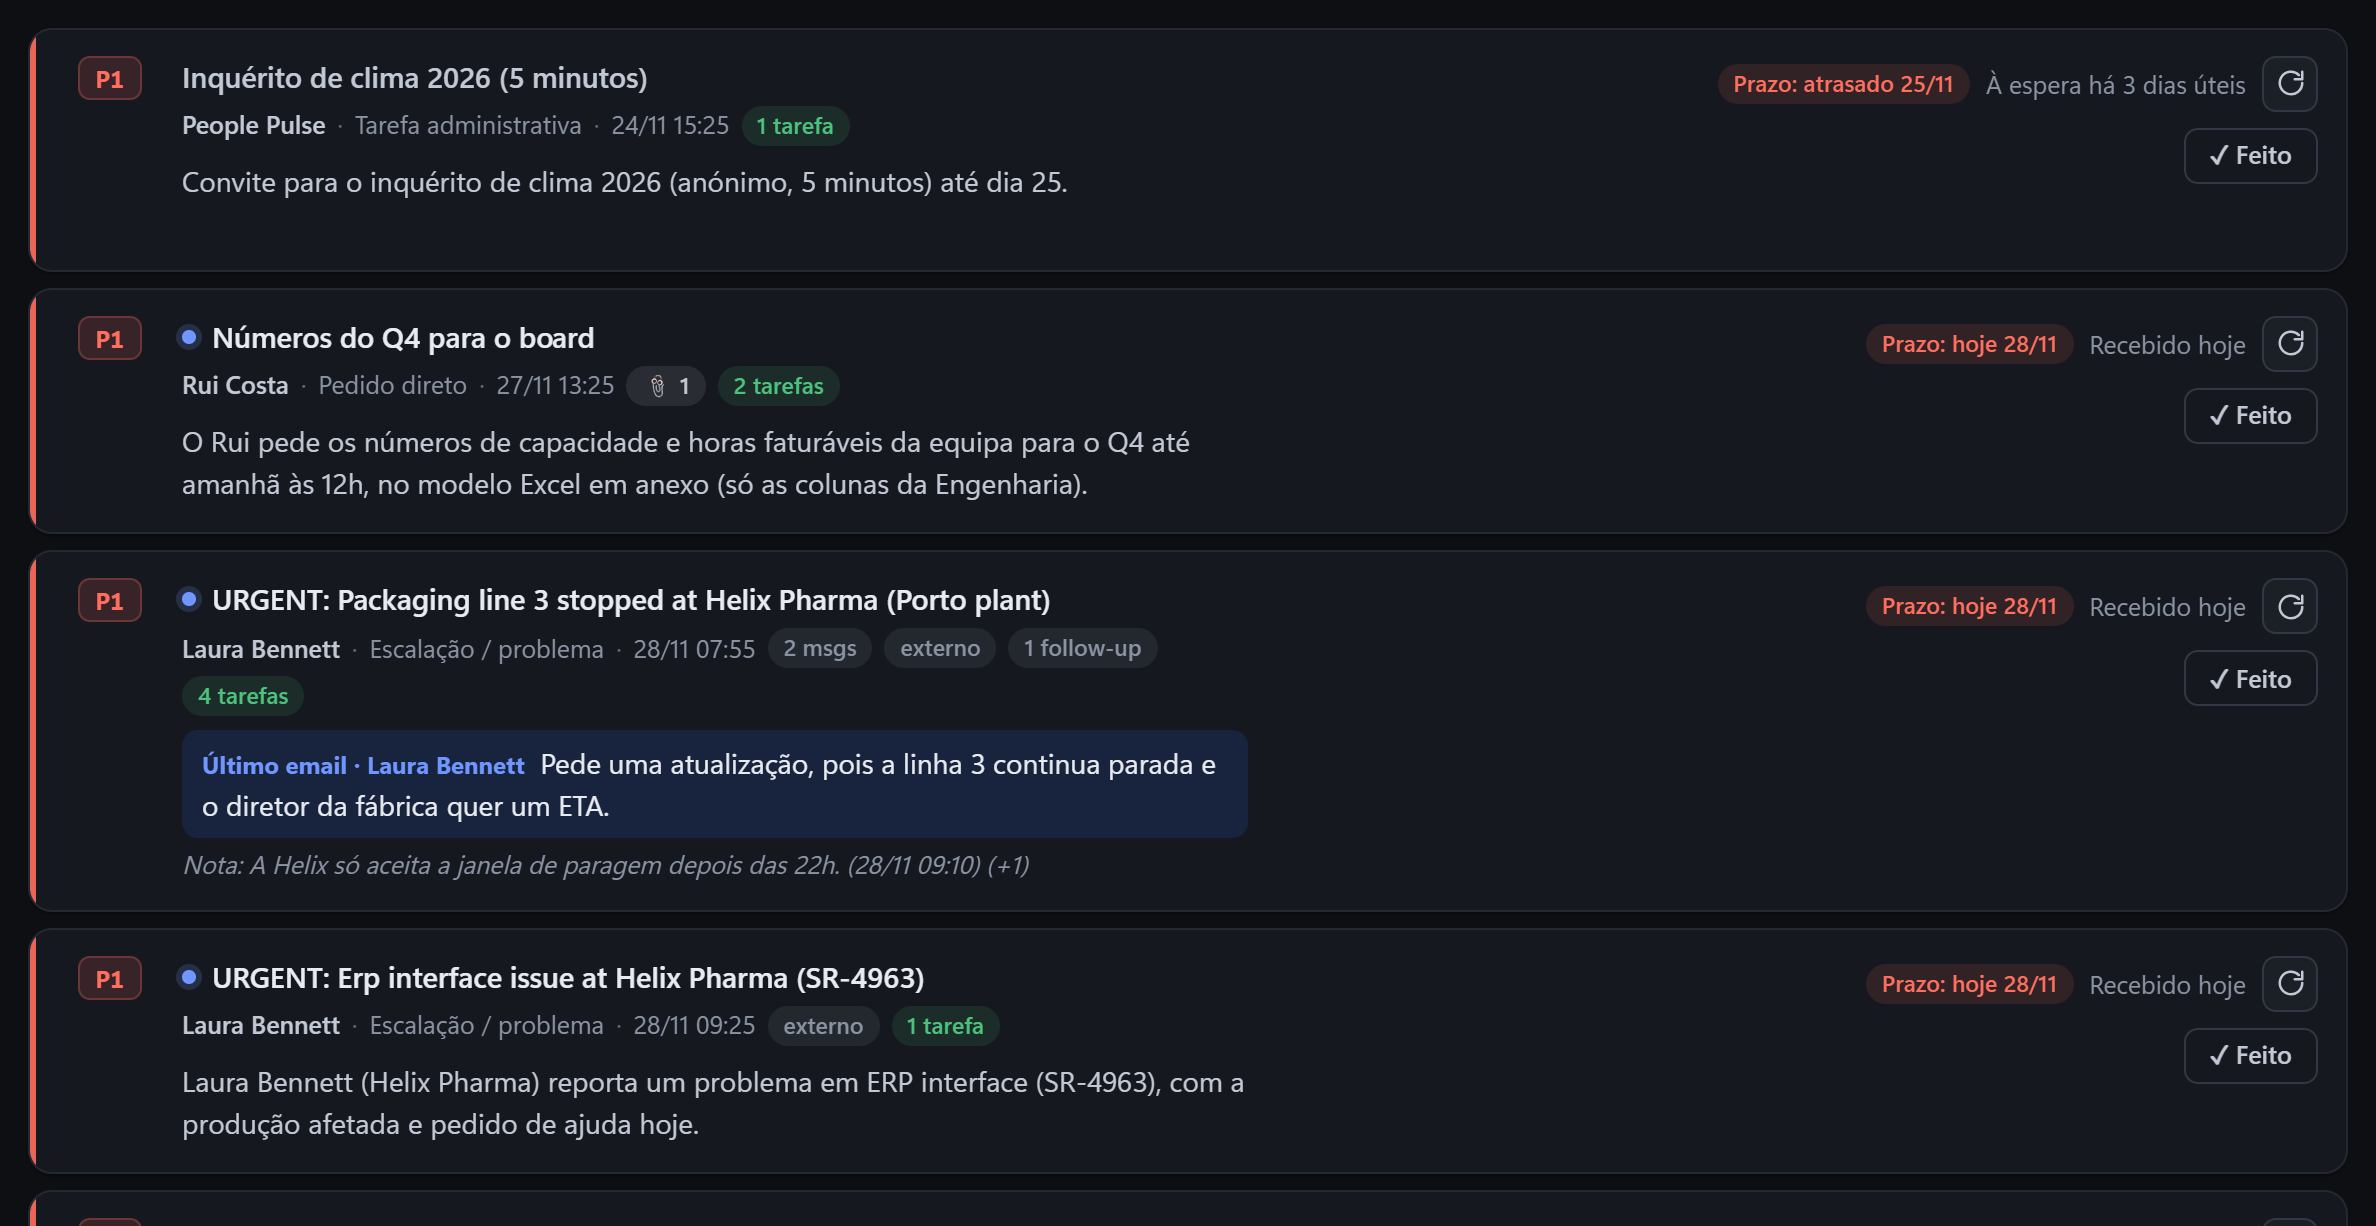 P1 Inquérito de clima 2026 (5 minutos) Prazo: atrasado 25/11 À espera há 3 dias úteis
People Pulse · Tarefa administrativa · 24/11 15:25 1 tarefa
✓ Feito
Convite para o inquérito de clima 2026 (anónimo, 5 minutos) até dia 25.
P1 Números do Q4 para o board Prazo: hoje 28/11 Recebido hoje
Rui Costa · Pedido direto · 27/11 13:25 1 2 tarefas
✓ Feito
O Rui pede os números de capacidade e horas faturáveis da equipa para o Q4 até
amanhã às 12h, no modelo Excel em anexo (só as colunas da Engenharia).
P1 URGENT: Packaging line 3 stopped at Helix Pharma (Porto plant) Prazo: hoje 28/11 Recebido hoje
Laura Bennett · Escalação / problema · 28/11 07:55 2 msgs externo 1 follow-up
✓ Feito
4 tarefas
Último email · Laura Bennett Pede uma atualização, pois a linha 3 continua parada e
o diretor da fábrica quer um ETA.
Nota: A Helix só aceita a janela de paragem depois das 22h. (28/11 09:10) (+1)
P1 URGENT: Erp interface issue at Helix Pharma (SR-4963) Prazo: hoje 28/11 Recebido hoje
Laura Bennett · Escalação / problema · 28/11 09:25 externo 1 tarefa
✓ Feito
Laura Bennett (Helix Pharma) reporta um problema em ERP interface (SR-4963), com a
produção afetada e pedido de ajuda hoje.